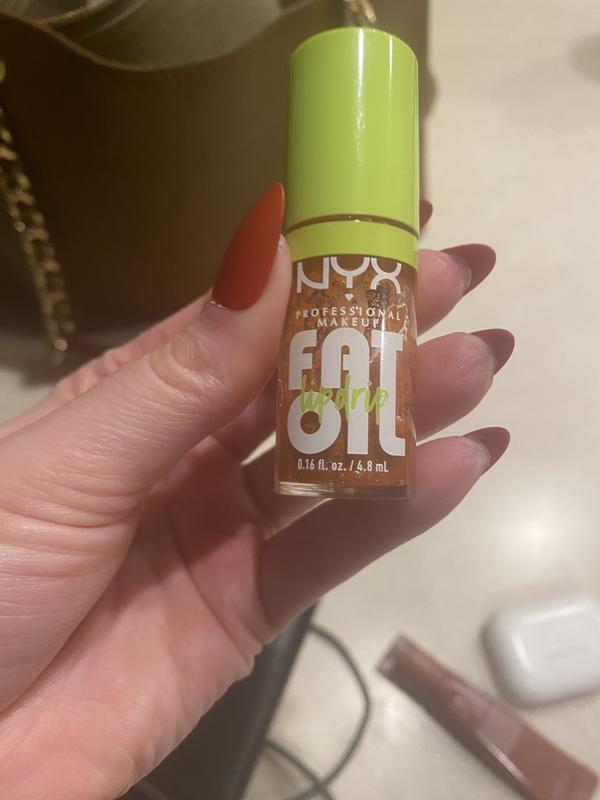 NYX
PROFESSIONAL
MAKEUP
FAT
lip drip
OIL
0.16 fl. oz. / 4.8 mL